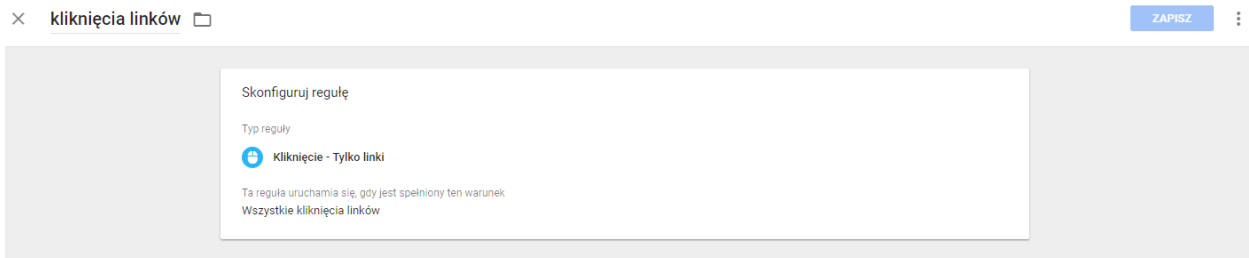 kliknięcia linków
ZAPISZ
Skonfiguruj regułę
Typ reguły
Kliknięcie - Tylko linki
Ta reguła uruchamia się, gdy jest spełniony ten warunek
Wszystkie kliknięcia linków